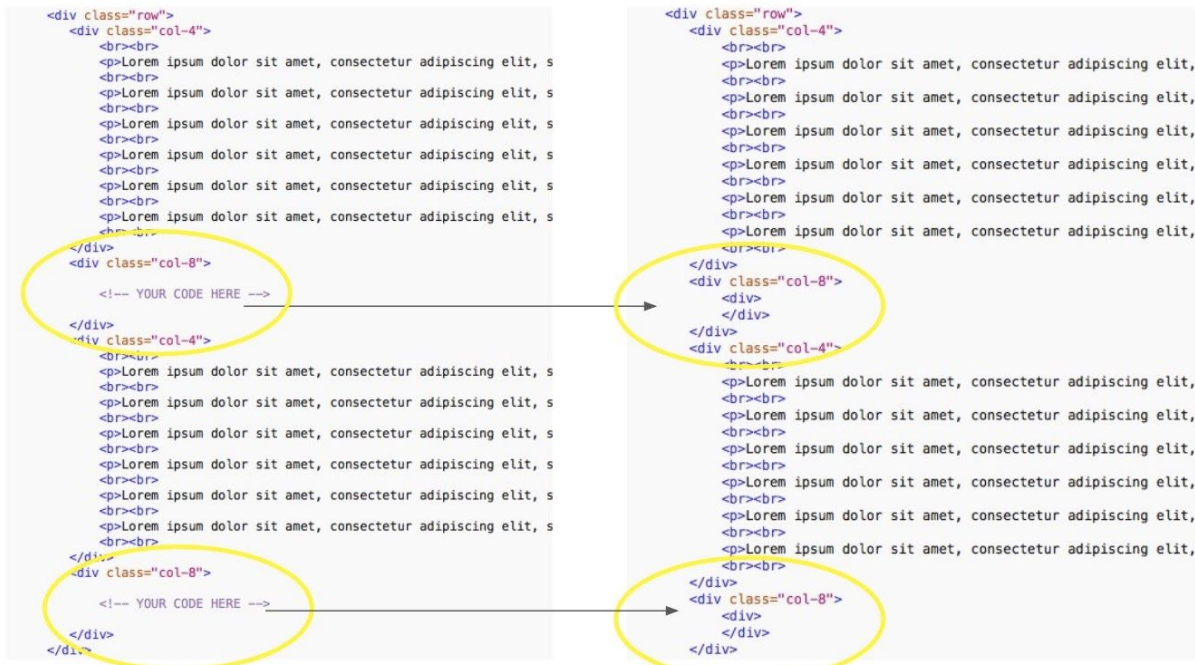 <div class="row">
<div class="col-4">
<br><br>
<p>Lorem ipsum dolor sit amet, consectetur adipiscing elit, s
<br><br>
<p>Lorem ipsum dolor sit amet, consectetur adipiscing elit, s
<br><br>
<p>Lorem ipsum dolor sit amet, consectetur adipiscing elit, s
<br><br>
<p>Lorem ipsum dolor sit amet, consectetur adipiscing elit, s
<br><br>
<p>Lorem ipsum dolor sit amet, consectetur adipiscing elit, s
<br><br>
<p>Lorem ipsum dolor sit amet, consectetur adipiscing elit, s
<br><br>
</div>
<div class="col-8">
<!-- YOUR CODE HERE -->
</div>
<div class="col-4">
<br><br>
<p>Lorem ipsum dolor sit amet, consectetur adipiscing elit, s
<br><br>
<p>Lorem ipsum dolor sit amet, consectetur adipiscing elit, s
<br><br>
<p>Lorem ipsum dolor sit amet, consectetur adipiscing elit, s
<br><br>
<p>Lorem ipsum dolor sit amet, consectetur adipiscing elit, s
<br><br>
<p>Lorem ipsum dolor sit amet, consectetur adipiscing elit, s
<br><br>
<p>Lorem ipsum dolor sit amet, consectetur adipiscing elit, s
<br><br>
</div>
<div class="col-8">
<!-- YOUR CODE HERE -->
</div>
</div>
<div class="row">
<div class="col-4">
<br><br>
<p>Lorem ipsum dolor sit amet, consectetur adipiscing elit,
<br><br>
<p>Lorem ipsum dolor sit amet, consectetur adipiscing elit,
<br><br>
<p>Lorem ipsum dolor sit amet, consectetur adipiscing elit,
<br><br>
<p>Lorem ipsum dolor sit amet, consectetur adipiscing elit,
<br><br>
<p>Lorem ipsum dolor sit amet, consectetur adipiscing elit,
<br><br>
<p>Lorem ipsum dolor sit amet, consectetur adipiscing elit,
<br><br>
</div>
<div class="col-8">
<div>
</div>
</div>
<div class="col-4">
<br><br>
<p>Lorem ipsum dolor sit amet, consectetur adipiscing elit,
<br><br>
<p>Lorem ipsum dolor sit amet, consectetur adipiscing elit,
<br><br>
<p>Lorem ipsum dolor sit amet, consectetur adipiscing elit,
<br><br>
<p>Lorem ipsum dolor sit amet, consectetur adipiscing elit,
<br><br>
<p>Lorem ipsum dolor sit amet, consectetur adipiscing elit,
<br><br>
<p>Lorem ipsum dolor sit amet, consectetur adipiscing elit,
<br><br>
</div>
<div class="col-8">
<div>
</div>
</div>